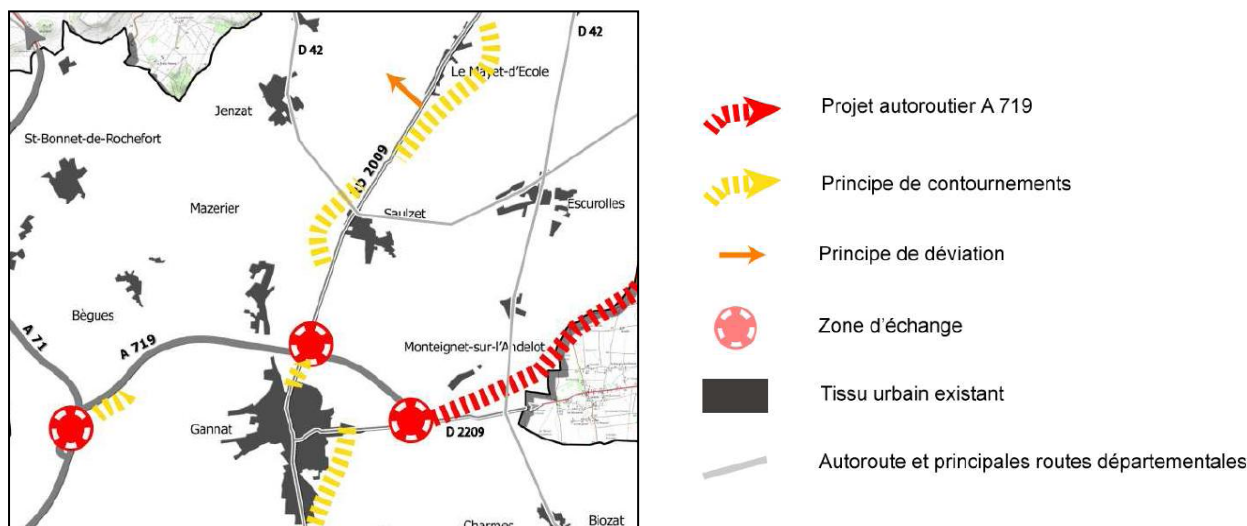 D 42
D 42
Le Mayet-d'Ecole
Jenzat
St-Bonnet-de-Rochefort
D 2009
Mazerier
Saulzet
Escurolles
Bègues
A 71
A 719
Monteignet-sur-l'Andelot
Gannat
D 2209
Charmes
Biozat
Projet autoroutier A 719
Principe de contournements
Principe de déviation
Zone d'échange
Tissu urbain existant
Autoroute et principales routes départementales